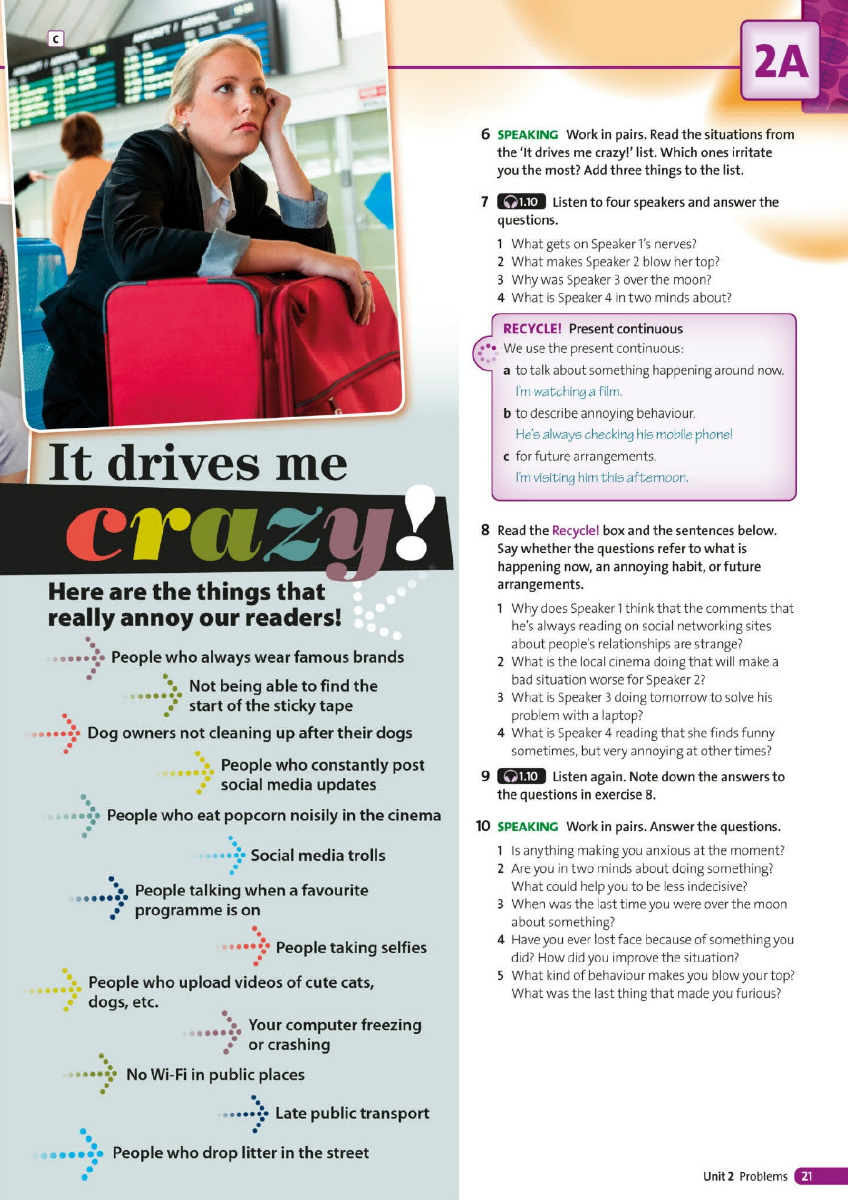 C
ANKUNFT / ARRIVAL
2A
It drives me
crazy!
Here are the things that
really annoy our readers!
People who always wear famous brands
Not being able to find the
start of the sticky tape
Dog owners not cleaning up after their dogs
People who constantly post
social media updates
People who eat popcorn noisily in the cinema
Social media trolls
People talking when a favourite
programme is on
People taking selfies
People who upload videos of cute cats,
dogs, etc.
Your computer freezing
or crashing
No Wi-Fi in public places
Late public transport
People who drop litter in the street
6 SPEAKING Work in pairs. Read the situations from
the ‘It drives me crazy!’ list. Which ones irritate
you the most? Add three things to the list.
7 1.10 Listen to four speakers and answer the
questions.
1 What gets on Speaker 1’s nerves?
2 What makes Speaker 2 blow her top?
3 Why was Speaker 3 over the moon?
4 What is Speaker 4 in two minds about?
RECYCLE! Present continuous
We use the present continuous:
a to talk about something happening around now.
I’m watching a film.
b to describe annoying behaviour.
He’s always checking his mobile phone!
c for future arrangements.
I’m visiting him this afternoon.
8 Read the Recycle! box and the sentences below.
Say whether the questions refer to what is
happening now, an annoying habit, or future
arrangements.
1 Why does Speaker 1 think that the comments that
he’s always reading on social networking sites
about people’s relationships are strange?
2 What is the local cinema doing that will make a
bad situation worse for Speaker 2?
3 What is Speaker 3 doing tomorrow to solve his
problem with a laptop?
4 What is Speaker 4 reading that she finds funny
sometimes, but very annoying at other times?
9 1.10 Listen again. Note down the answers to
the questions in exercise 8.
10 SPEAKING Work in pairs. Answer the questions.
1 Is anything making you anxious at the moment?
2 Are you in two minds about doing something?
What could help you to be less indecisive?
3 When was the last time you were over the moon
about something?
4 Have you ever lost face because of something you
did? How did you improve the situation?
5 What kind of behaviour makes you blow your top?
What was the last thing that made you furious?
Unit 2 Problems 21